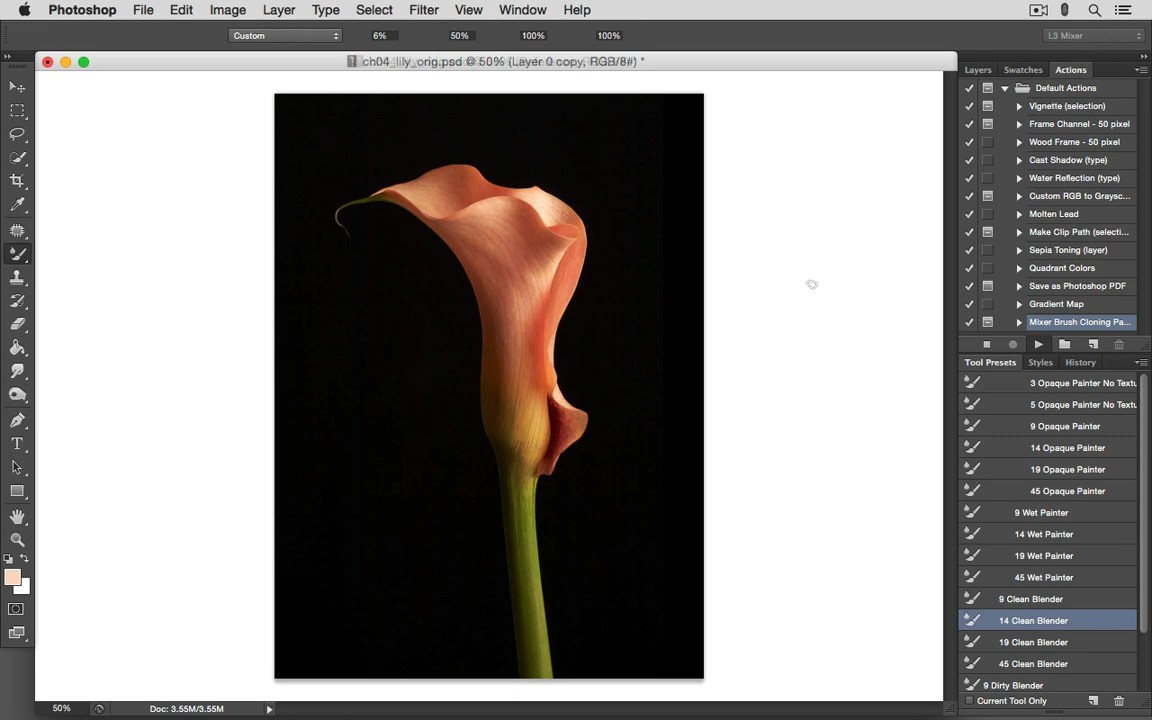 Photoshop File Edit Image Layer Type Select Filter View Window Help
Custom 6% 50% 100% 100% L3 Mixer
ch04_lily_orig.psd @ 50% (Layer 0 copy, RGB/8#) *
Layers Swatches Actions
Default Actions
Vignette (selection)
Frame Channel - 50 pixel
Wood Frame - 50 pixel
Cast Shadow (type)
Water Reflection (type)
Custom RGB to Graysc...
Molten Lead
Make Clip Path (selecti...
Sepia Toning (layer)
Quadrant Colors
Save as Photoshop PDF
Gradient Map
Mixer Brush Cloning Pa...
Tool Presets Styles History
3 Opaque Painter No Textu
5 Opaque Painter No Textu
9 Opaque Painter
14 Opaque Painter
19 Opaque Painter
45 Opaque Painter
9 Wet Painter
14 Wet Painter
19 Wet Painter
45 Wet Painter
9 Clean Blender
14 Clean Blender
19 Clean Blender
45 Clean Blender
9 Dirty Blender
Current Tool Only
50% Doc: 3.55M/3.55M